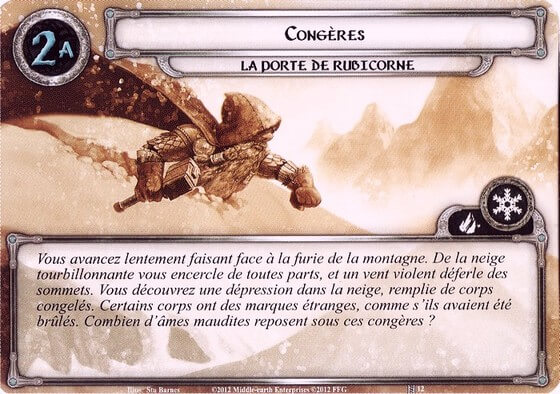 2A
CONGÈRES
LA PORTE DE RUBICORNE
Vous avancez lentement faisant face à la furie de la montagne. De la neige
tourbillonnante vous encercle de toutes parts, et un vent violent déferle des
sommets. Vous découvrez une dépression dans la neige, remplie de corps
congelés. Certains corps ont des marques étranges, comme s'ils avaient été
brûlés. Combien d'âmes maudites reposent sous ces congères ?
Illus. Sta Barnes ©2012 Middle-earth Enterprises ©2012 FFG 12